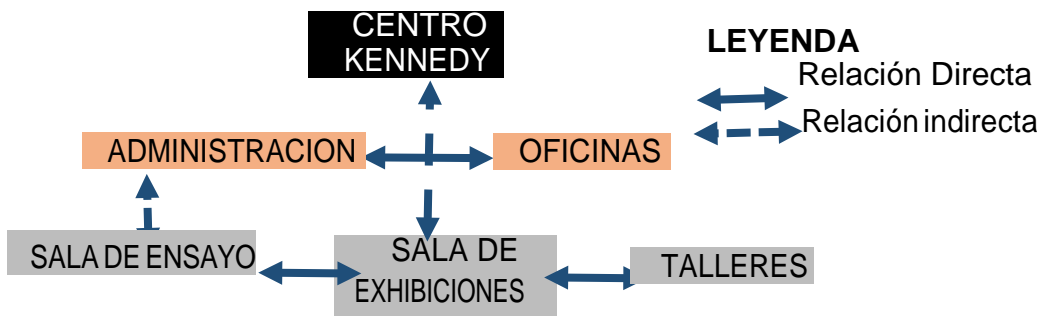 CENTRO
KENNEDY
LEYENDA
Relación Directa
Relación indirecta
ADMINISTRACION
OFICINAS
SALA DE ENSAYO
SALA DE
EXHIBICIONES
TALLERES